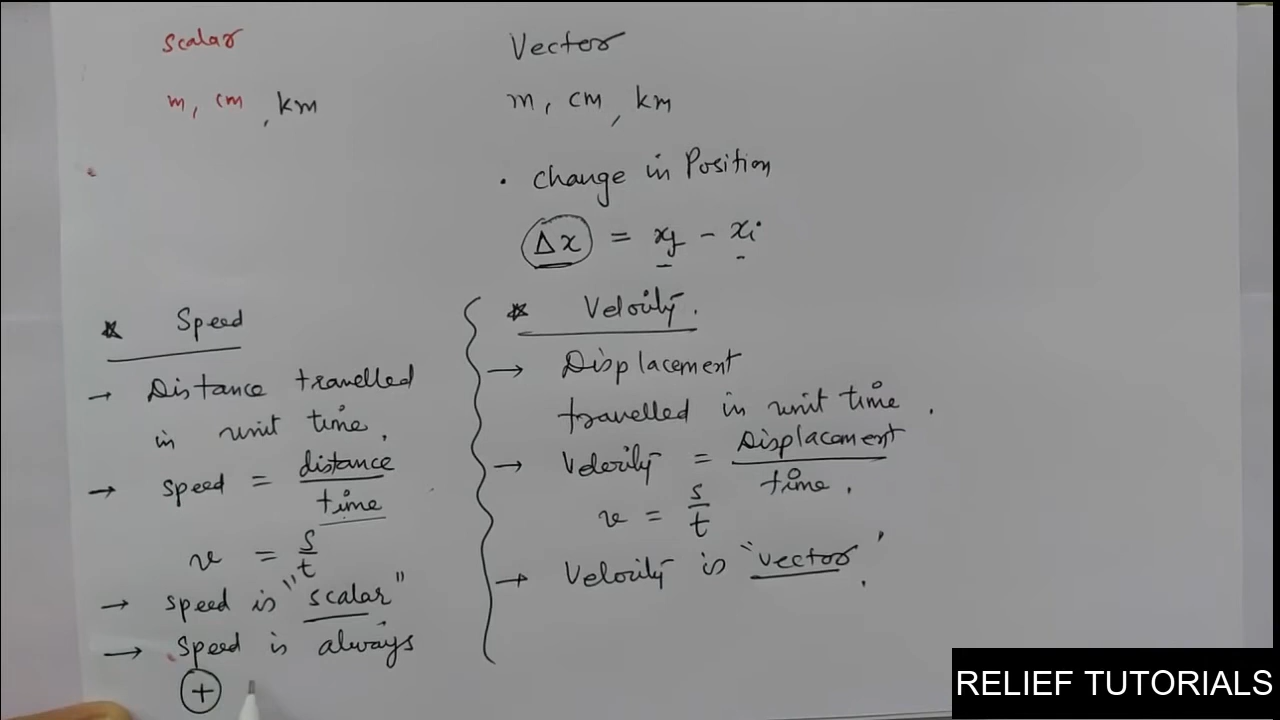 Scalar
m, cm, km
Vector
m, cm, km
• change in Position
Δx = xf - xi
* Speed
→ Distance travelled
in unit time,
→ speed = distance
time
v = s
t
→ speed is "scalar"
→ speed is always
+
* Velocity.
→ Displacement
travelled in unit time.
→ Velocity = Displacement
time.
v = s
t
→ Velocity is "vector".
RELIEF TUTORIALS